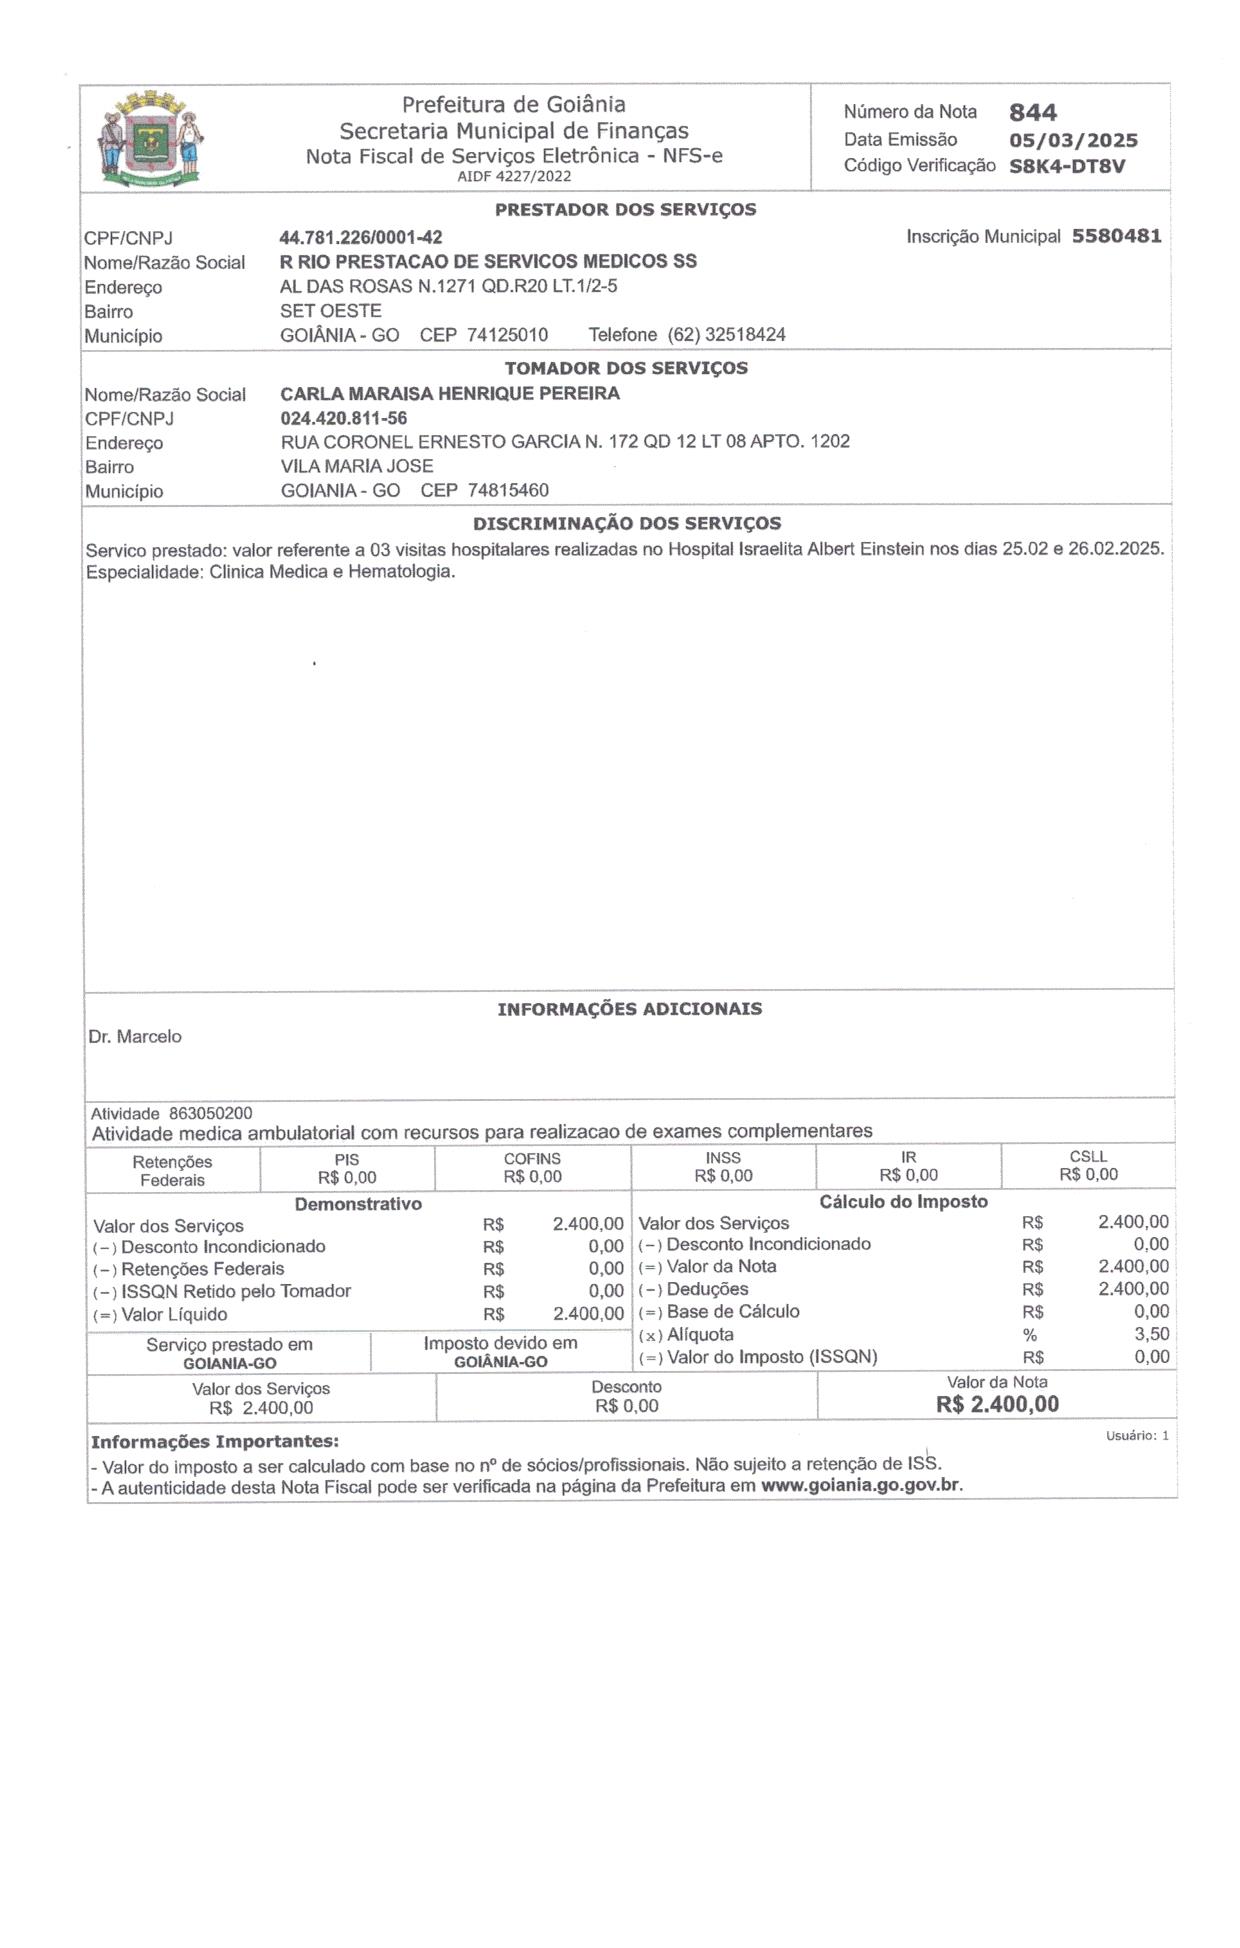 Prefeitura de Goiânia
Secretaria Municipal de Finanças
Nota Fiscal de Serviços Eletrônica - NFS-e
AIDF 4227/2022
Número da Nota 844
Data Emissão 05/03/2025
Código Verificação S8K4-DT8V
PRESTADOR DOS SERVIÇOS
CPF/CNPJ 44.781.226/0001-42 Inscrição Municipal 5580481
Nome/Razão Social R RIO PRESTACAO DE SERVICOS MEDICOS SS
Endereço AL DAS ROSAS N.1271 QD.R20 LT.1/2-5
Bairro SET OESTE
Município GOIÂNIA - GO CEP 74125010 Telefone (62) 32518424
TOMADOR DOS SERVIÇOS
Nome/Razão Social CARLA MARAISA HENRIQUE PEREIRA
CPF/CNPJ 024.420.811-56
Endereço RUA CORONEL ERNESTO GARCIA N. 172 QD 12 LT 08 APTO. 1202
Bairro VILA MARIA JOSE
Município GOIANIA - GO CEP 74815460
DISCRIMINAÇÃO DOS SERVIÇOS
Servico prestado: valor referente a 03 visitas hospitalares realizadas no Hospital Israelita Albert Einstein nos dias 25.02 e 26.02.2025.
Especialidade: Clinica Medica e Hematologia.
INFORMAÇÕES ADICIONAIS
Dr. Marcelo
Atividade 863050200
Atividade medica ambulatorial com recursos para realizacao de exames complementares
Retenções Federais
PIS R$ 0,00
COFINS R$ 0,00
INSS R$ 0,00
IR R$ 0,00
CSLL R$ 0,00
Demonstrativo
Valor dos Serviços R$ 2.400,00
(-) Desconto Incondicionado R$ 0,00
(-) Retenções Federais R$ 0,00
(-) ISSQN Retido pelo Tomador R$ 0,00
(=) Valor Líquido R$ 2.400,00
Serviço prestado em
GOIANIA-GO
Imposto devido em
GOIÂNIA-GO
Cálculo do Imposto
Valor dos Serviços R$ 2.400,00
(-) Desconto Incondicionado R$ 0,00
(=) Valor da Nota R$ 2.400,00
(-) Deduções R$ 2.400,00
(=) Base de Cálculo R$ 0,00
(x) Alíquota % 3,50
(=) Valor do Imposto (ISSQN) R$ 0,00
Valor dos Serviços
R$ 2.400,00
Desconto
R$ 0,00
Valor da Nota
R$ 2.400,00
Informações Importantes: Usuário: 1
- Valor do imposto a ser calculado com base no nº de sócios/profissionais. Não sujeito a retenção de ISS.
- A autenticidade desta Nota Fiscal pode ser verificada na página da Prefeitura em www.goiania.go.gov.br.